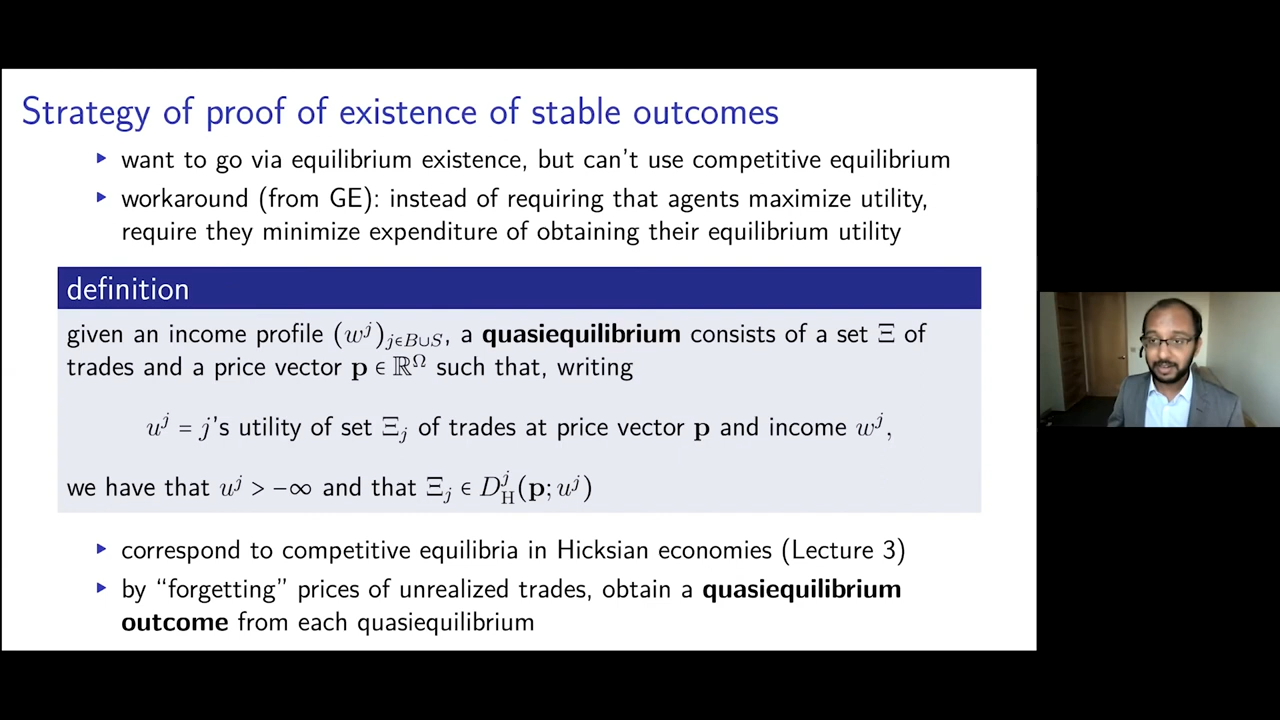 Strategy of proof of existence of stable outcomes
▸ want to go via equilibrium existence, but can't use competitive equilibrium
▸ workaround (from GE): instead of requiring that agents maximize utility,
require they minimize expenditure of obtaining their equilibrium utility
definition
given an income profile (w^j)_{j∈B∪S}, a quasiequilibrium consists of a set Ξ of
trades and a price vector p ∈ ℝ^Ω such that, writing
u^j = j's utility of set Ξ_j of trades at price vector p and income w^j,
we have that u^j > −∞ and that Ξ_j ∈ D_H^j(p; u^j)
▸ correspond to competitive equilibria in Hicksian economies (Lecture 3)
▸ by “forgetting” prices of unrealized trades, obtain a quasiequilibrium
outcome from each quasiequilibrium